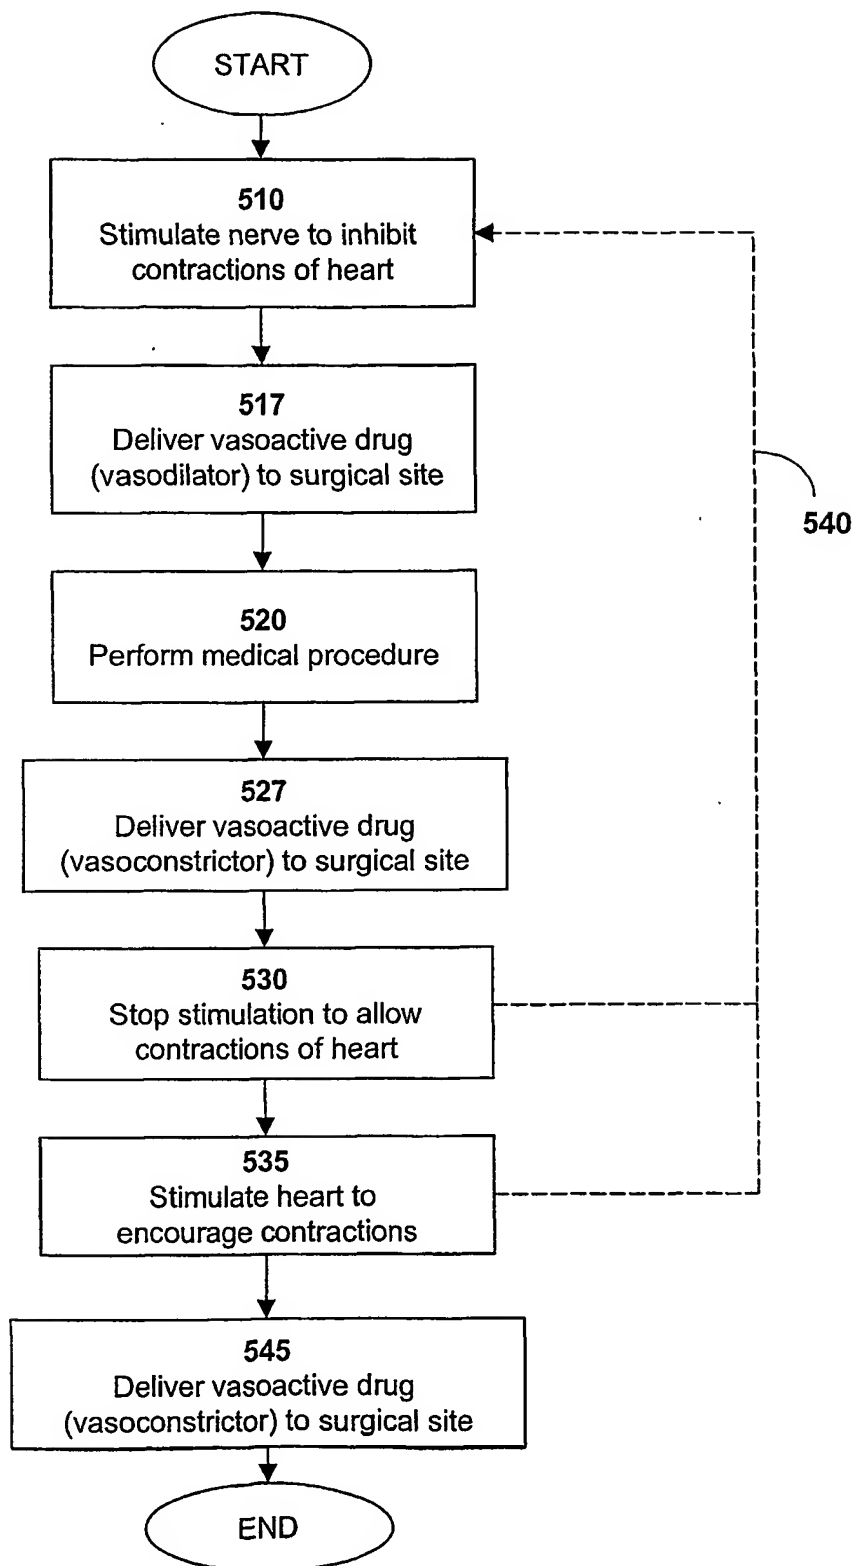 START
510
Stimulate nerve to inhibit
contractions of heart
517
Deliver vasoactive drug
(vasodilator) to surgical site
540
520
Perform medical procedure
527
Deliver vasoactive drug
(vasoconstrictor) to surgical site
530
Stop stimulation to allow
contractions of heart
535
Stimulate heart to
encourage contractions
545
Deliver vasoactive drug
(vasoconstrictor) to surgical site
END